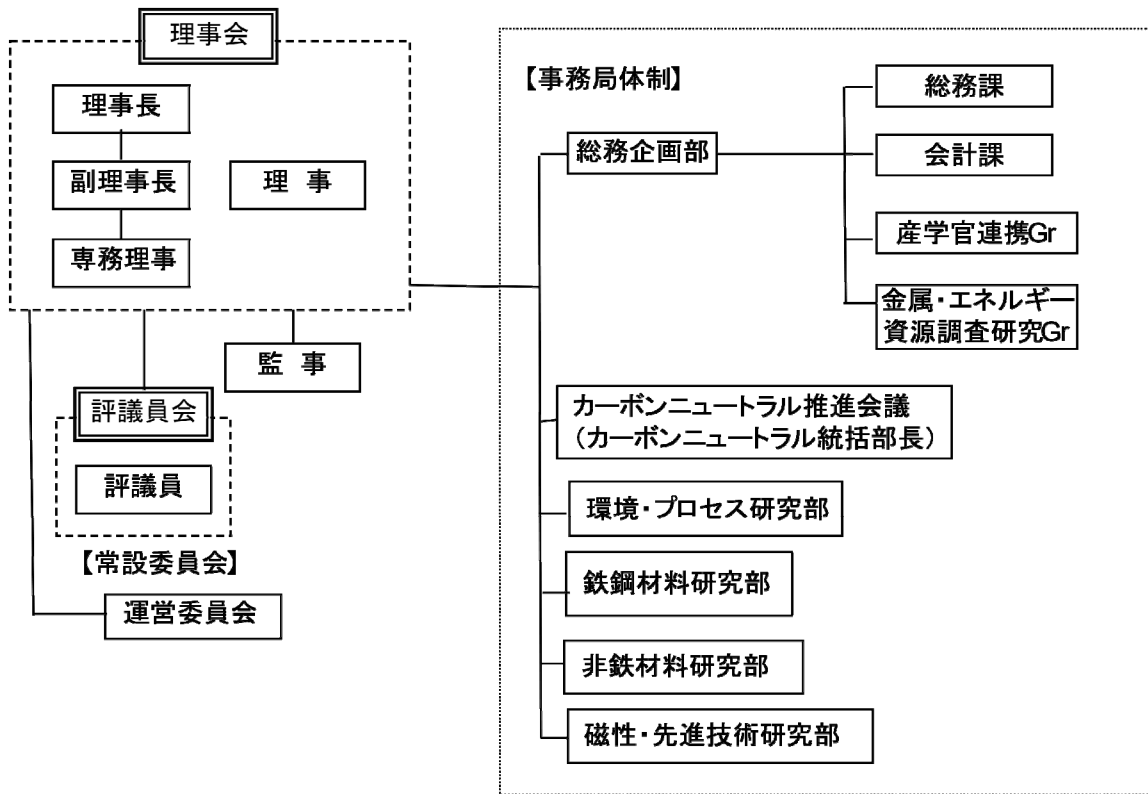 理事会
理事長
副理事長
理 事
専務理事
監 事
評議員会
評議員
【常設委員会】
運営委員会
【事務局体制】
総務企画部
総務課
会計課
産学官連携Gr
金属・エネルギー
資源調査研究Gr
カーボンニュートラル推進会議
（カーボンニュートラル統括部長）
環境・プロセス研究部
鉄鋼材料研究部
非鉄材料研究部
磁性・先進技術研究部